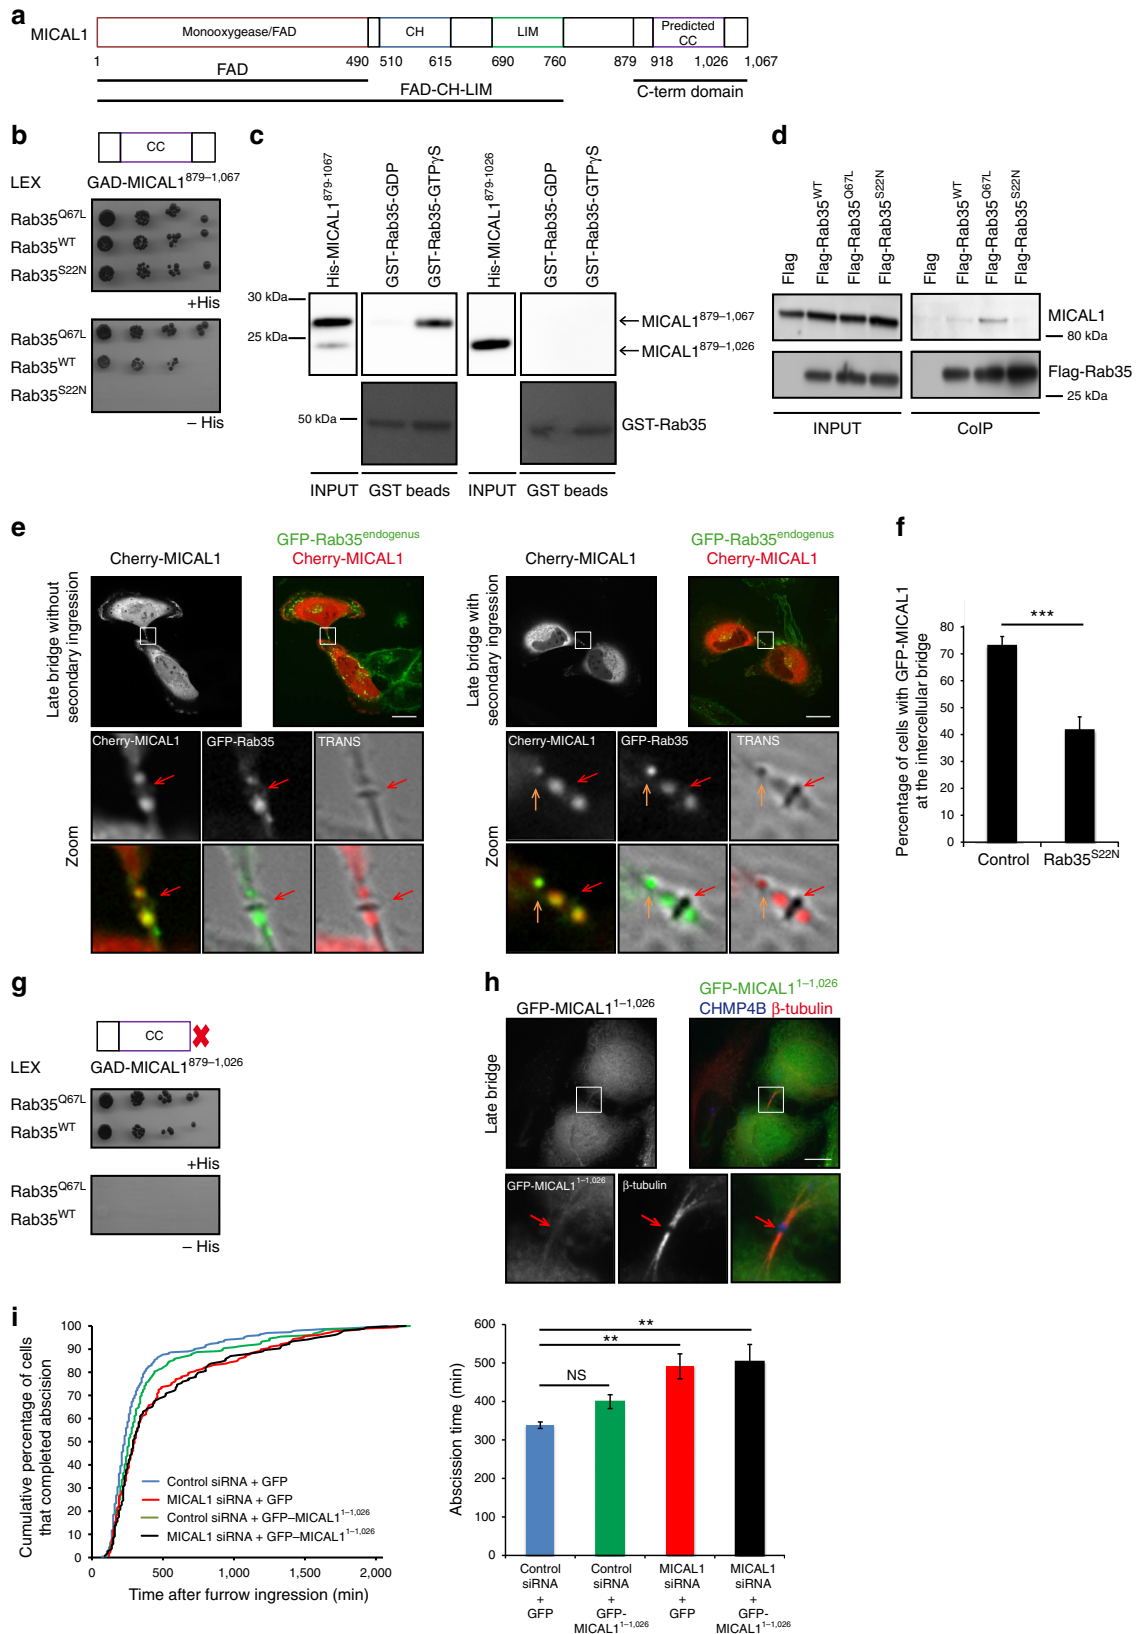 a
MICAL1
Monooxygease/FAD
CH
LIM
Predicted
CC
1 490 510 615 690 760 879 918 1,026 1,067
FAD
FAD-CH-LIM
C-term domain
b
CC
LEX GAD-MICAL1879–1,067
Rab35Q67L
Rab35WT
Rab35S22N
+His
Rab35Q67L
Rab35WT
Rab35S22N
– His
c
His-MICAL1879-1067
GST-Rab35-GDP
GST-Rab35-GTPγS
His-MICAL1879-1026
GST-Rab35-GDP
GST-Rab35-GTPγS
30 kDa
25 kDa
50 kDa
MICAL1879–1,067
MICAL1879–1,026
GST-Rab35
INPUT GST beads INPUT GST beads
d
Flag
Flag-Rab35WT
Flag-Rab35Q67L
Flag-Rab35S22N
Flag
Flag-Rab35WT
Flag-Rab35Q67L
Flag-Rab35S22N
MICAL1
80 kDa
Flag-Rab35
25 kDa
INPUT CoIP
e
Cherry-MICAL1
GFP-Rab35endogenus
Cherry-MICAL1
Late bridge without
secondary ingression
Cherry-MICAL1 GFP-Rab35 TRANS
Zoom
Cherry-MICAL1
GFP-Rab35endogenus
Cherry-MICAL1
Late bridge with
secondary ingression
Cherry-MICAL1 GFP-Rab35 TRANS
Zoom
f
Percentage of cells with GFP-MICAL1
at the intercellular bridge
80
70
60
50
40
30
20
10
0
***
Control Rab35S22N
g
CC
LEX GAD-MICAL1879–1,026
Rab35Q67L
Rab35WT
+His
Rab35Q67L
Rab35WT
– His
h
GFP-MICAL11–1,026
GFP-MICAL11–1,026
CHMP4B β-tubulin
Late bridge
GFP-MICAL11–1,026 β-tubulin
i
Cumulative percentage of cells
that completed abscision
100
90
80
70
60
50
40
30
20
10
0
Control siRNA + GFP
MICAL1 siRNA + GFP
Control siRNA + GFP–MICAL11–1,026
MICAL1 siRNA + GFP–MICAL11–1,026
0 500 1,000 1,500 2,000
Time after furrow ingression (min)
Abscission time (min)
600
500
400
300
200
100
0
NS
**
**
Control
siRNA
+
GFP
Control
siRNA
+
GFP-
MICAL11–1,026
MICAL1
siRNA
+
GFP
MICAL1
siRNA
+
GFP-
MICAL11–1,026